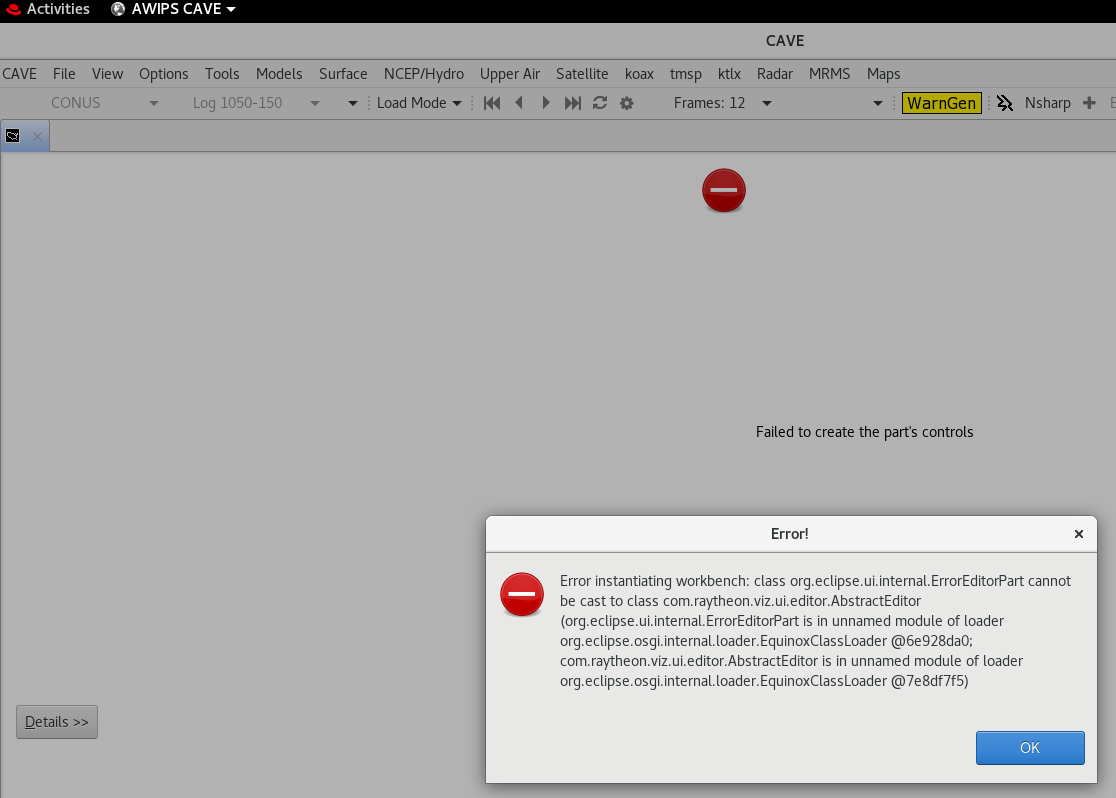 Activities AWIPS CAVE
CAVE
CAVE File View Options Tools Models Surface NCEP/Hydro Upper Air Satellite koax tmsp ktlx Radar MRMS Maps
CONUS Log 1050-150 Load Mode Frames: 12 WarnGen Nsharp
Failed to create the part's controls
Error!
Error instantiating workbench: class org.eclipse.ui.internal.ErrorEditorPart cannot
be cast to class com.raytheon.viz.ui.editor.AbstractEditor
(org.eclipse.ui.internal.ErrorEditorPart is in unnamed module of loader
org.eclipse.osgi.internal.loader.EquinoxClassLoader @6e928da0;
com.raytheon.viz.ui.editor.AbstractEditor is in unnamed module of loader
org.eclipse.osgi.internal.loader.EquinoxClassLoader @7e8df7f5)
Details >>
OK